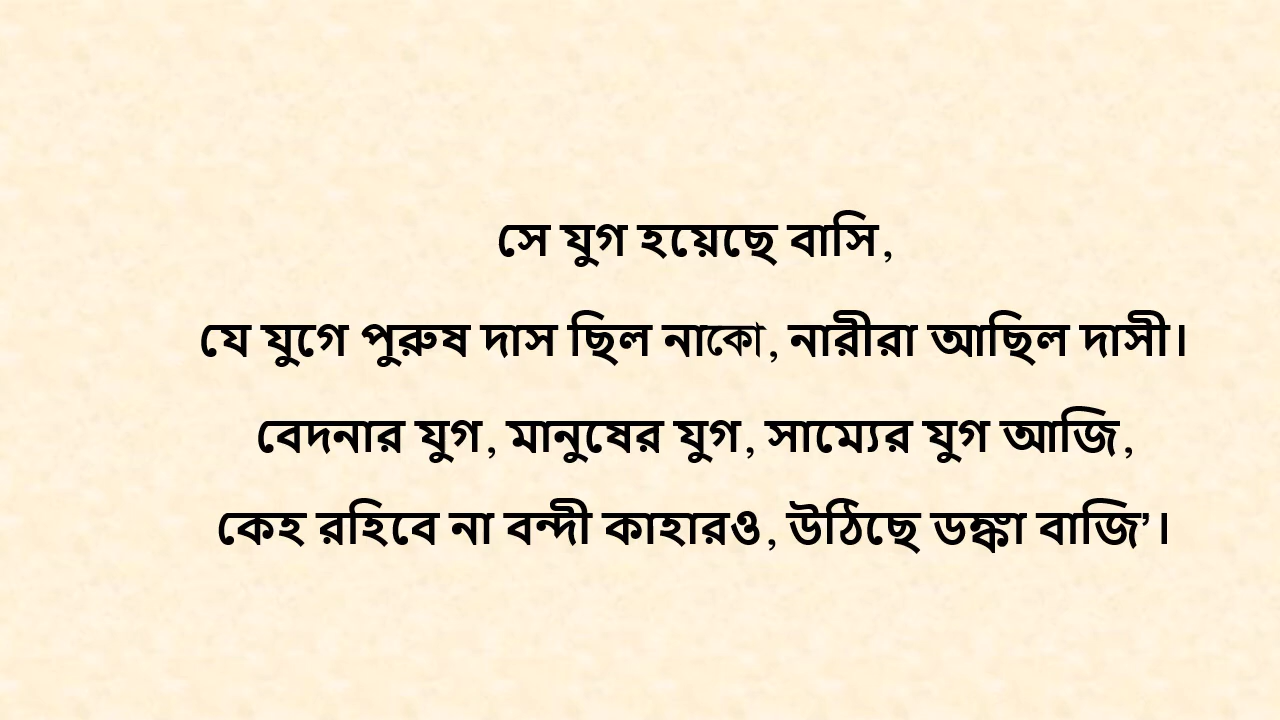 সে যুগ হয়েছে বাসি,
যে যুগে পুরুষ দাস ছিল নাকো, নারীরা আছিল দাসী।
বেদনার যুগ, মানুষের যুগ, সাম্যের যুগ আজি,
কেহ রহিবে না বন্দী কাহারও, উঠিছে ডঙ্কা বাজি’।